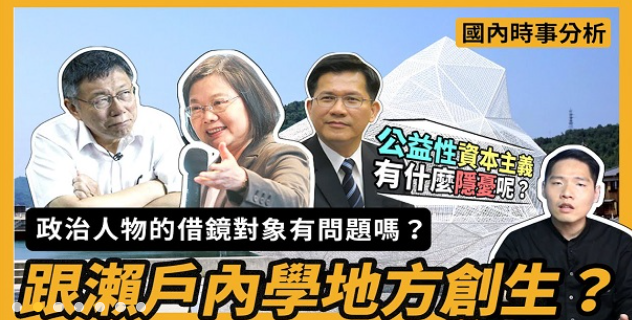 國內時事分析
公益性資本主義
有什麼隱憂呢？
政治人物的借鏡對象有問題嗎？
跟瀨戶內學地方創生？